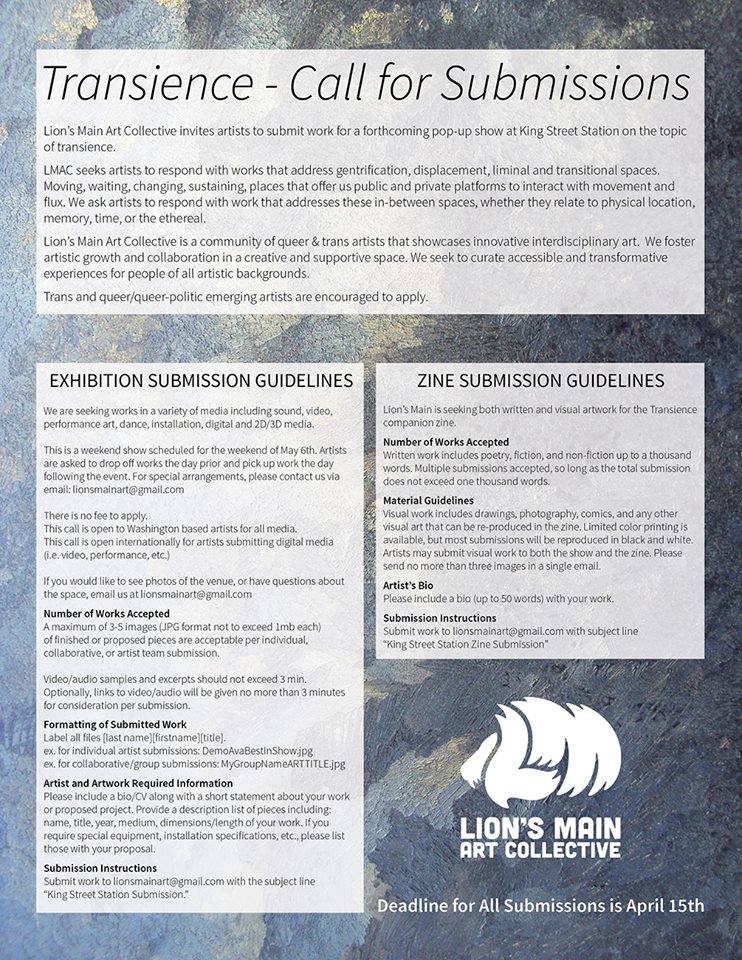 Transience - Call for Submissions
Lion's Main Art Collective invites artists to submit work for a forthcoming pop-up show at King Street Station on the topic
of transience.
LMAC seeks artists to respond with works that address gentrification, displacement, liminal and transitional spaces.
Moving, waiting, changing, sustaining, places that offer us public and private platforms to interact with movement and
flux. We ask artists to respond with work that addresses these in-between spaces, whether they relate to physical location,
memory, time, or the ethereal.
Lion's Main Art Collective is a community of queer & trans artists that showcases innovative interdisciplinary art.  We foster
artistic growth and collaboration in a creative and supportive space. We seek to curate accessible and transformative
experiences for people of all artistic backgrounds.
Trans and queer/queer-politic emerging artists are encouraged to apply.
EXHIBITION SUBMISSION GUIDELINES
We are seeking works in a variety of media including sound, video,
performance art, dance, installation, digital and 2D/3D media.
This is a weekend show scheduled for the weekend of May 6th. Artists
are asked to drop off works the day prior and pick up work the day
following the event. For special arrangements, please contact us via
email: lionsmainart@gmail.com
There is no fee to apply.
This call is open to Washington based artists for all media.
This call is open internationally for artists submitting digital media
(i.e. video, performance, etc.)
If you would like to see photos of the venue, or have questions about
the space, email us at lionsmainart@gmail.com
Number of Works Accepted
A maximum of 3-5 images (JPG format not to exceed 1mb each)
of finished or proposed pieces are acceptable per individual,
collaborative, or artist team submission.
Video/audio samples and excerpts should not exceed 3 min.
Optionally, links to video/audio will be given no more than 3 minutes
for consideration per submission.
Formatting of Submitted Work
Label all files [last name][firstname][title].
ex. for individual artist submissions: DemoAvaBestInShow.jpg
ex. for collaborative/group submissions: MyGroupNameARTTITLE.jpg
Artist and Artwork Required Information
Please include a bio/CV along with a short statement about your work
or proposed project. Provide a description list of pieces including:
name, title, year, medium, dimensions/length of your work. If you
require special equipment, installation specifications, etc., please list
those with your proposal.
Submission Instructions
Submit work to lionsmainart@gmail.com with the subject line
"King Street Station Submission."
ZINE SUBMISSION GUIDELINES
Lion's Main is seeking both written and visual artwork for the Transience
companion zine.
Number of Works Accepted
Written work includes poetry, fiction, and non-fiction up to a thousand
words. Multiple submissions accepted, so long as the total submission
does not exceed one thousand words.
Material Guidelines
Visual work includes drawings, photography, comics, and any other
visual art that can be re-produced in the zine. Limited color printing is
available, but most submissions will be reproduced in black and white.
Artists may submit visual work to both the show and the zine. Please
send no more than three images in a single email.
Artist's Bio
Please include a bio (up to 50 words) with your work.
Submission Instructions
Submit work to lionsmainart@gmail.com with subject line
"King Street Station Zine Submission"
LM
LION'S MAIN
ART COLLECTIVE
Deadline for All Submissions is April 15th